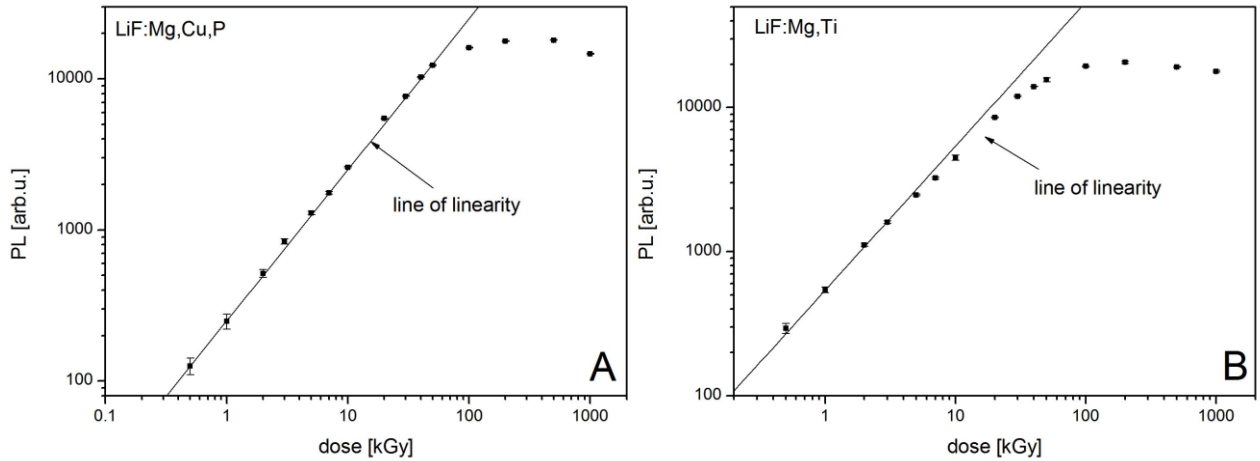 LiF:Mg,Cu,P
10000
1000
100
PL [arb.u.]
line of linearity
A
0.1 1 10 100 1000
dose [kGy]
LiF:Mg,Ti
10000
1000
100
PL [arb.u.]
line of linearity
B
1 10 100 1000
dose [kGy]